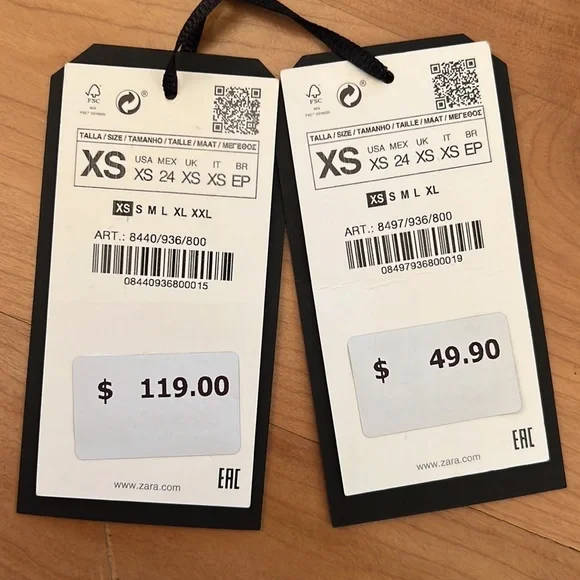 FSC
®
TALLA / SIZE / TAMANHO / TAILLE / MAAT / ΜΕΓΕΘΟΣ
XS
USA MEX UK IT BR
XS 24 XS XS EP
XS S M L XL XXL
ART.: 8440/936/800
08440936800015
$ 119.00
www.zara.com
EAC
FSC
®
TALLA / SIZE / TAMANHO / TAILLE / MAAT / ΜΕΓΕΘΟΣ
XS
USA MEX UK IT BR
XS 24 XS XS EP
XS S M L XL
ART.: 8497/936/800
08497936800019
$ 49.90
www.zara.com
EAC